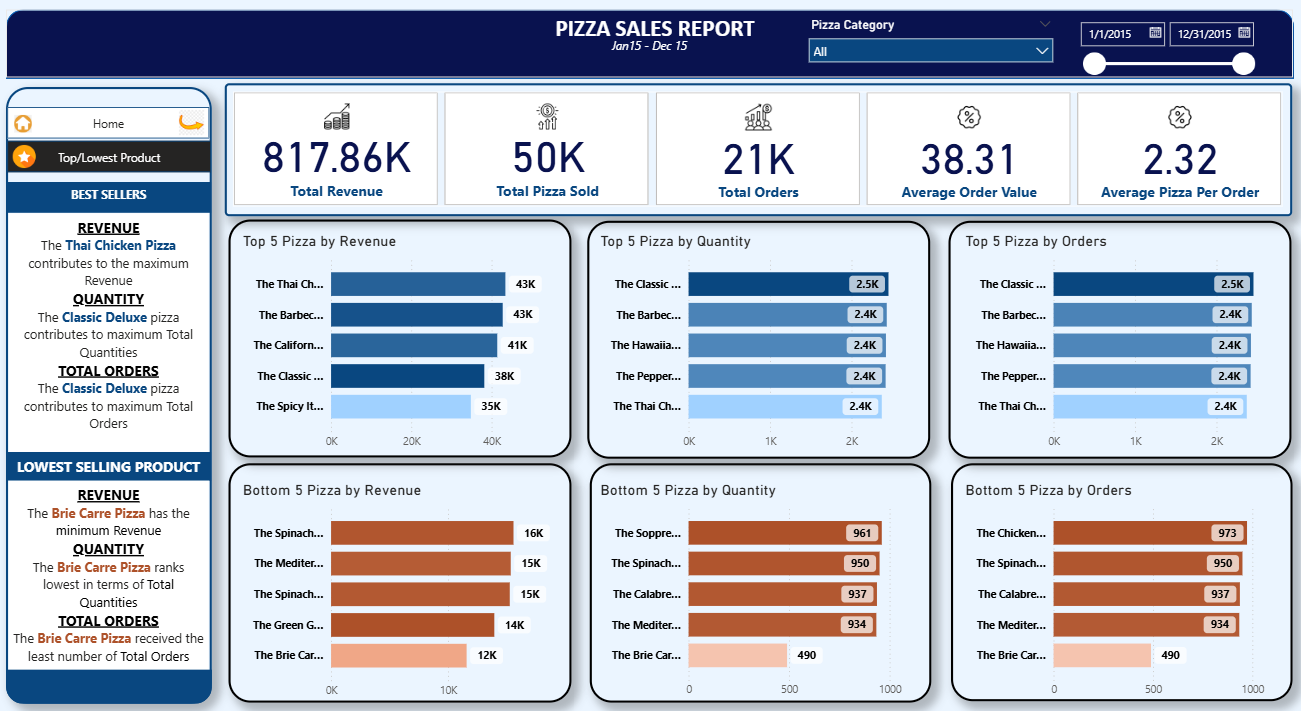 PIZZA SALES REPORT
Jan15 - Dec 15
Pizza Category
All
1/1/2015
12/31/2015
Home
Top/Lowest Product
BEST SELLERS
REVENUE
The Thai Chicken Pizza
contributes to the maximum
Revenue
QUANTITY
The Classic Deluxe pizza
contributes to maximum Total
Quantities
TOTAL ORDERS
The Classic Deluxe pizza
contributes to maximum Total
Orders
LOWEST SELLING PRODUCT
REVENUE
The Brie Carre Pizza has the
minimum Revenue
QUANTITY
The Brie Carre Pizza ranks
lowest in terms of Total
Quantities
TOTAL ORDERS
The Brie Carre Pizza received the
least number of Total Orders
817.86K
Total Revenue
50K
Total Pizza Sold
21K
Total Orders
38.31
Average Order Value
2.32
Average Pizza Per Order
Top 5 Pizza by Revenue
The Thai Ch... 43K
The Barbec... 43K
The Californ... 41K
The Classic ... 38K
The Spicy It... 35K
0K 20K 40K
Top 5 Pizza by Quantity
The Classic ... 2.5K
The Barbec... 2.4K
The Hawaiia... 2.4K
The Pepper... 2.4K
The Thai Ch... 2.4K
0K 1K 2K
Top 5 Pizza by Orders
The Classic ... 2.5K
The Barbec... 2.4K
The Hawaiia... 2.4K
The Pepper... 2.4K
The Thai Ch... 2.4K
0K 1K 2K
Bottom 5 Pizza by Revenue
The Spinach... 16K
The Mediter... 15K
The Spinach... 15K
The Green G... 14K
The Brie Car... 12K
0K 10K
Bottom 5 Pizza by Quantity
The Soppre... 961
The Spinach... 950
The Calabre... 937
The Mediter... 934
The Brie Car... 490
0 500 1000
Bottom 5 Pizza by Orders
The Chicken... 973
The Spinach... 950
The Calabre... 937
The Mediter... 934
The Brie Car... 490
0 500 1000